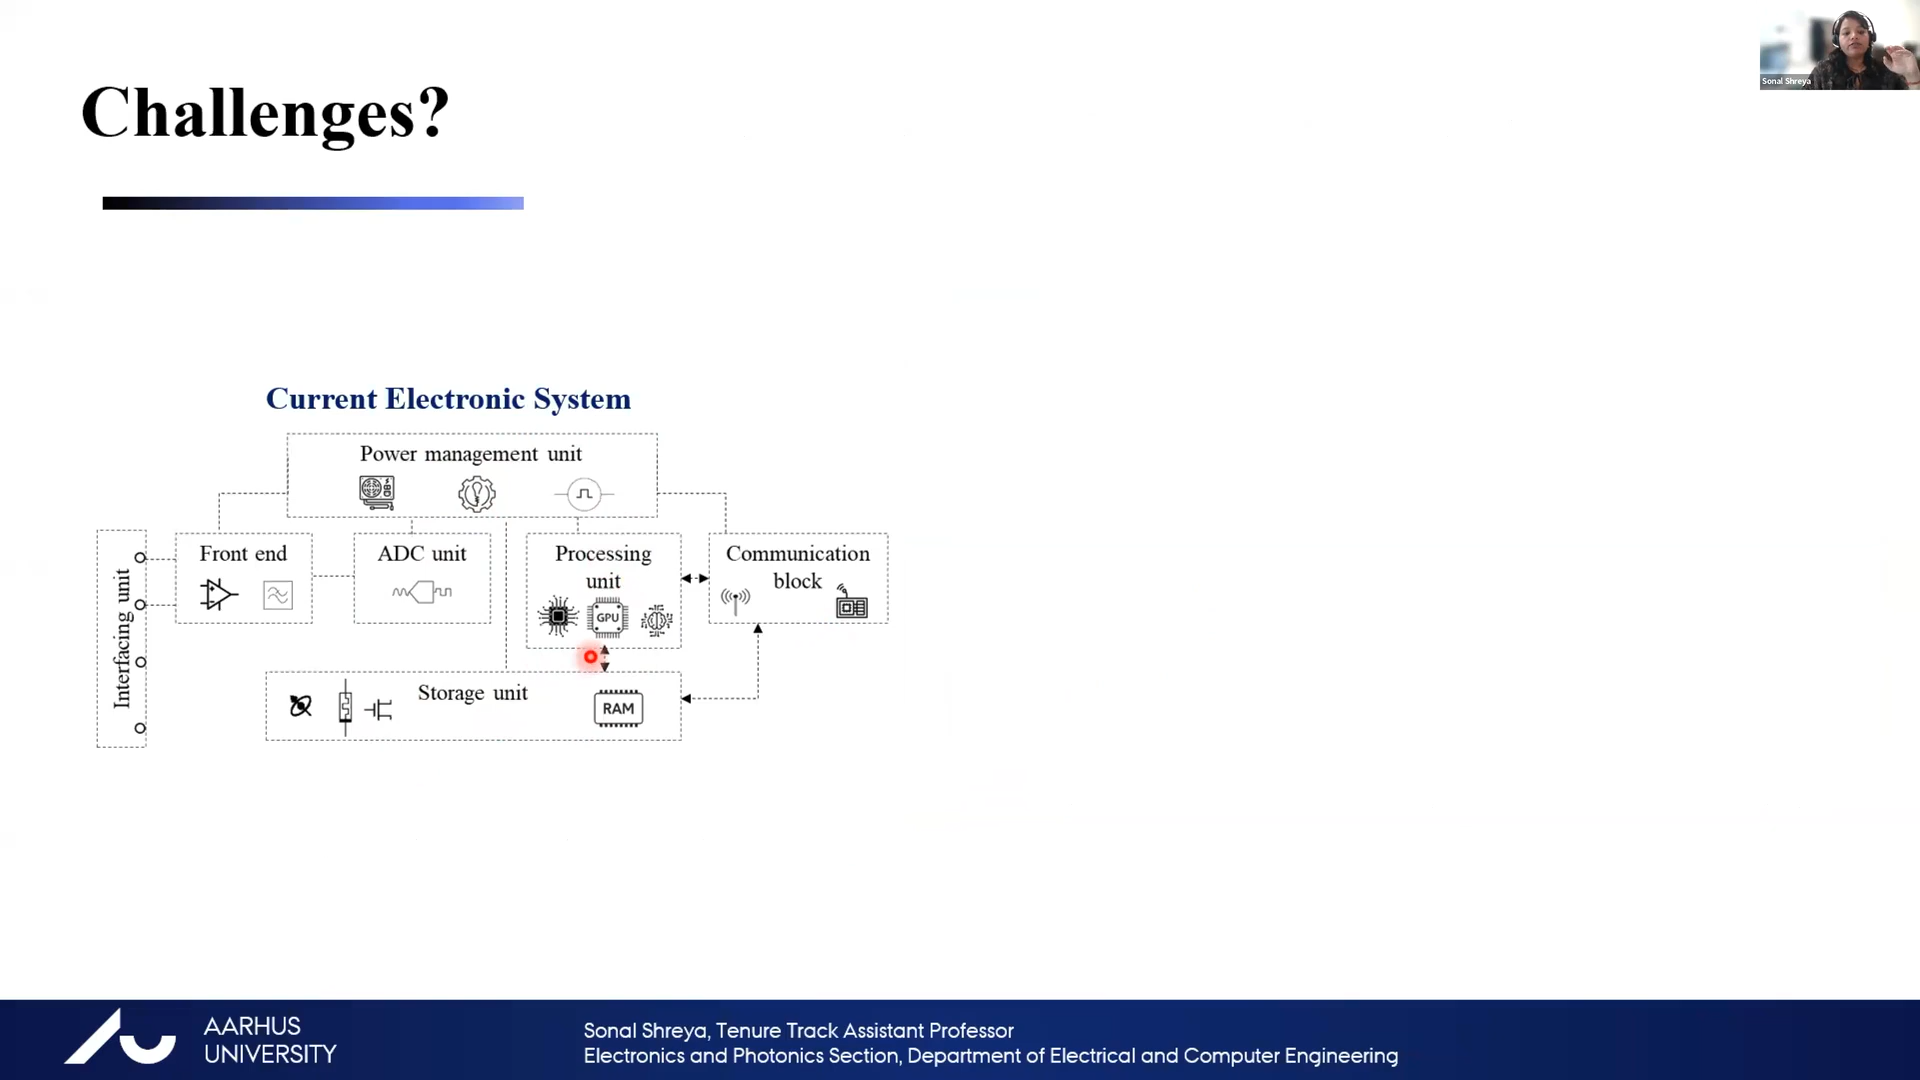 Sonal Shreya
Challenges?
Current Electronic System
Power management unit
Interfacing unit
Front end
ADC unit
Processing
unit
GPU
Communication
block
Storage unit
RAM
AARHUS
UNIVERSITY
Sonal Shreya, Tenure Track Assistant Professor
Electronics and Photonics Section, Department of Electrical and Computer Engineering